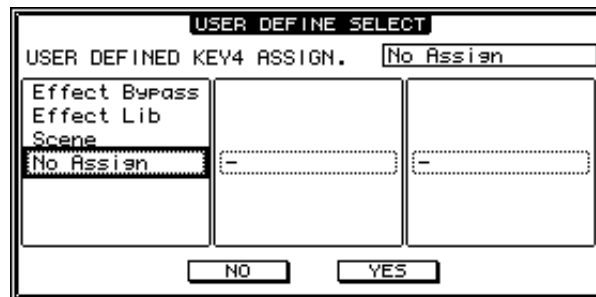 USER DEFINE SELECT
USER DEFINED KEY4 ASSIGN. No Assign
Effect Bypass
Effect Lib
Scene
No Assign - -
NO YES